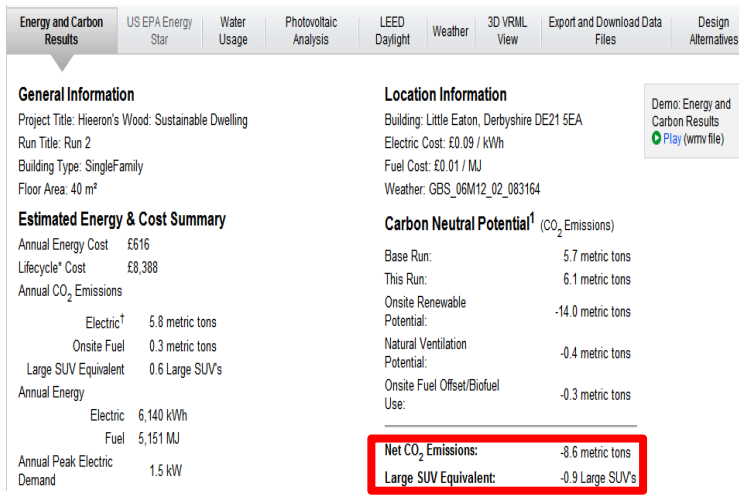 Energy and Carbon Results
US EPA Energy Star
Water Usage
Photovoltaic Analysis
LEED Daylight
Weather
3D VRML View
Export and Download Data Files
Design Alternatives
General Information
Project Title: Hieeron's Wood: Sustainable Dwelling
Run Title: Run 2
Building Type: SingleFamily
Floor Area: 40 m²
Estimated Energy & Cost Summary
Annual Energy Cost £616
Lifecycle* Cost £8,388
Annual CO₂ Emissions
Electric† 5.8 metric tons
Onsite Fuel 0.3 metric tons
Large SUV Equivalent 0.6 Large SUV's
Annual Energy
Electric 6,140 kWh
Fuel 5,151 MJ
Annual Peak Electric
Demand 1.5 kW
Location Information
Building: Little Eaton, Derbyshire DE21 5EA
Electric Cost: £0.09 / kWh
Fuel Cost: £0.01 / MJ
Weather: GBS_06M12_02_083164
Carbon Neutral Potential¹ (CO₂ Emissions)
Base Run: 5.7 metric tons
This Run: 6.1 metric tons
Onsite Renewable
Potential: -14.0 metric tons
Natural Ventilation
Potential: -0.4 metric tons
Onsite Fuel Offset/Biofuel
Use: -0.3 metric tons
Net CO₂ Emissions: -8.6 metric tons
Large SUV Equivalent: -0.9 Large SUV's
Demo: Energy and
Carbon Results
Play (wmv file)